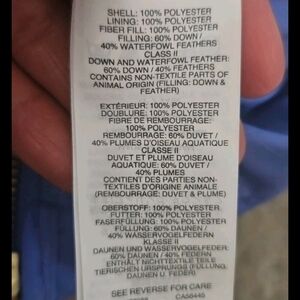 SHELL: 100% POLYESTER
LINING: 100% POLYESTER
FIBER FILL: 100% POLYESTER
FILLING: 60% DOWN /
40% WATERFOWL FEATHERS
CLASS II
DOWN AND WATERFOWL FEATHER:
60% DOWN / 40% FEATHERS
CONTAINS NON-TEXTILE PARTS OF
ANIMAL ORIGIN (FILLING: DOWN &
FEATHER)
EXTÉRIEUR: 100% POLYESTER
DOUBLURE: 100% POLYESTER
FIBRE DE REMBOURRAGE:
100% POLYESTER
REMBOURRAGE: 60% DUVET /
40% PLUMES D'OISEAU AQUATIQUE
CLASSE II
DUVET ET PLUME D'OISEAU
AQUATIQUE: 60% DUVET /
40% PLUMES
CONTIENT DES PARTIES NON-
TEXTILES D'ORIGINE ANIMALE
(REMBOURRAGE: DUVET & PLUME)
OBERSTOFF: 100% POLYESTER
FUTTER: 100% POLYESTER
FASERFÜLLUNG: 100% POLYESTER
FÜLLUNG: 60% DAUNEN /
40% WASSERVOGELFEDERN
KLASSE II
DAUNEN UND WASSERVOGELFEDER:
60% DAUNEN / 40% FEDERN
ENTHÄLT NICHTTEXTILE TEILE
TIERISCHEN URSPRUNGS (FÜLLUNG:
DAUNEN U. FEDER)
SEE REVERSE FOR CARE
CA56445